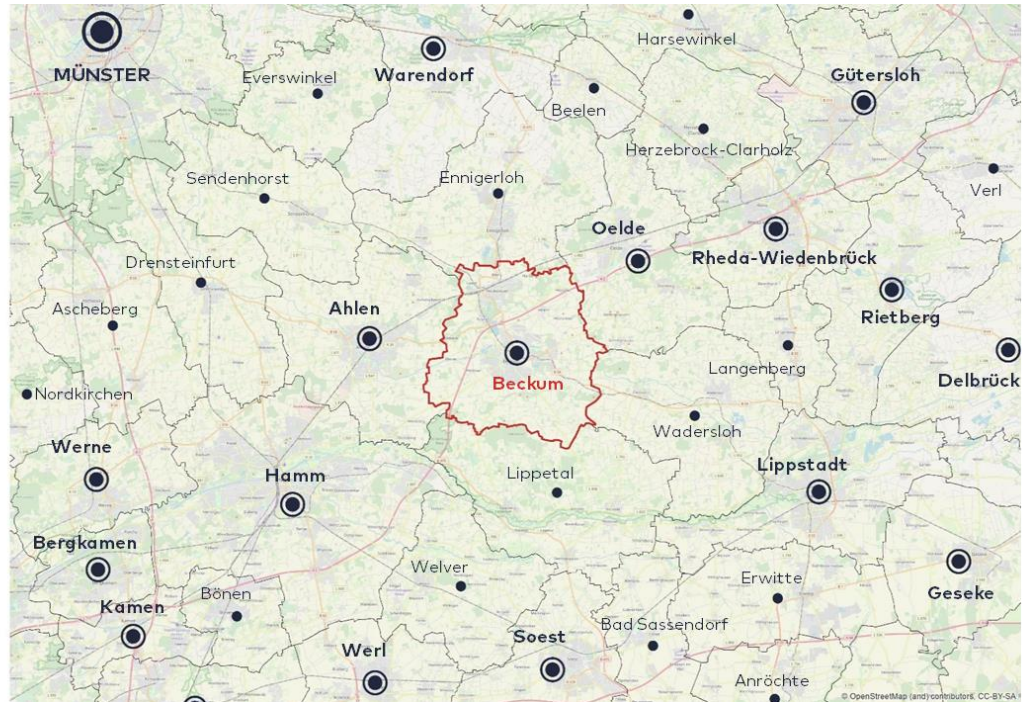 Harsewinkel
MÜNSTER
Everswinkel
Warendorf
Gütersloh
Beelen
Herzebrock-Clarholz
Sendenhorst
Ennigerloh
Verl
Oelde
Rheda-Wiedenbrück
Drensteinfurt
Ascheberg
Ahlen
Rietberg
Langenberg
Beckum
Delbrück
Nordkirchen
Wadersloh
Werne
Hamm
Lippetal
Lippstadt
Bergkamen
Welver
Erwitte
Bönen
Geseke
Kamen
Bad Sassendorf
Soest
Werl
Anröchte
© OpenStreetMap (and) contributors, CC-BY-SA